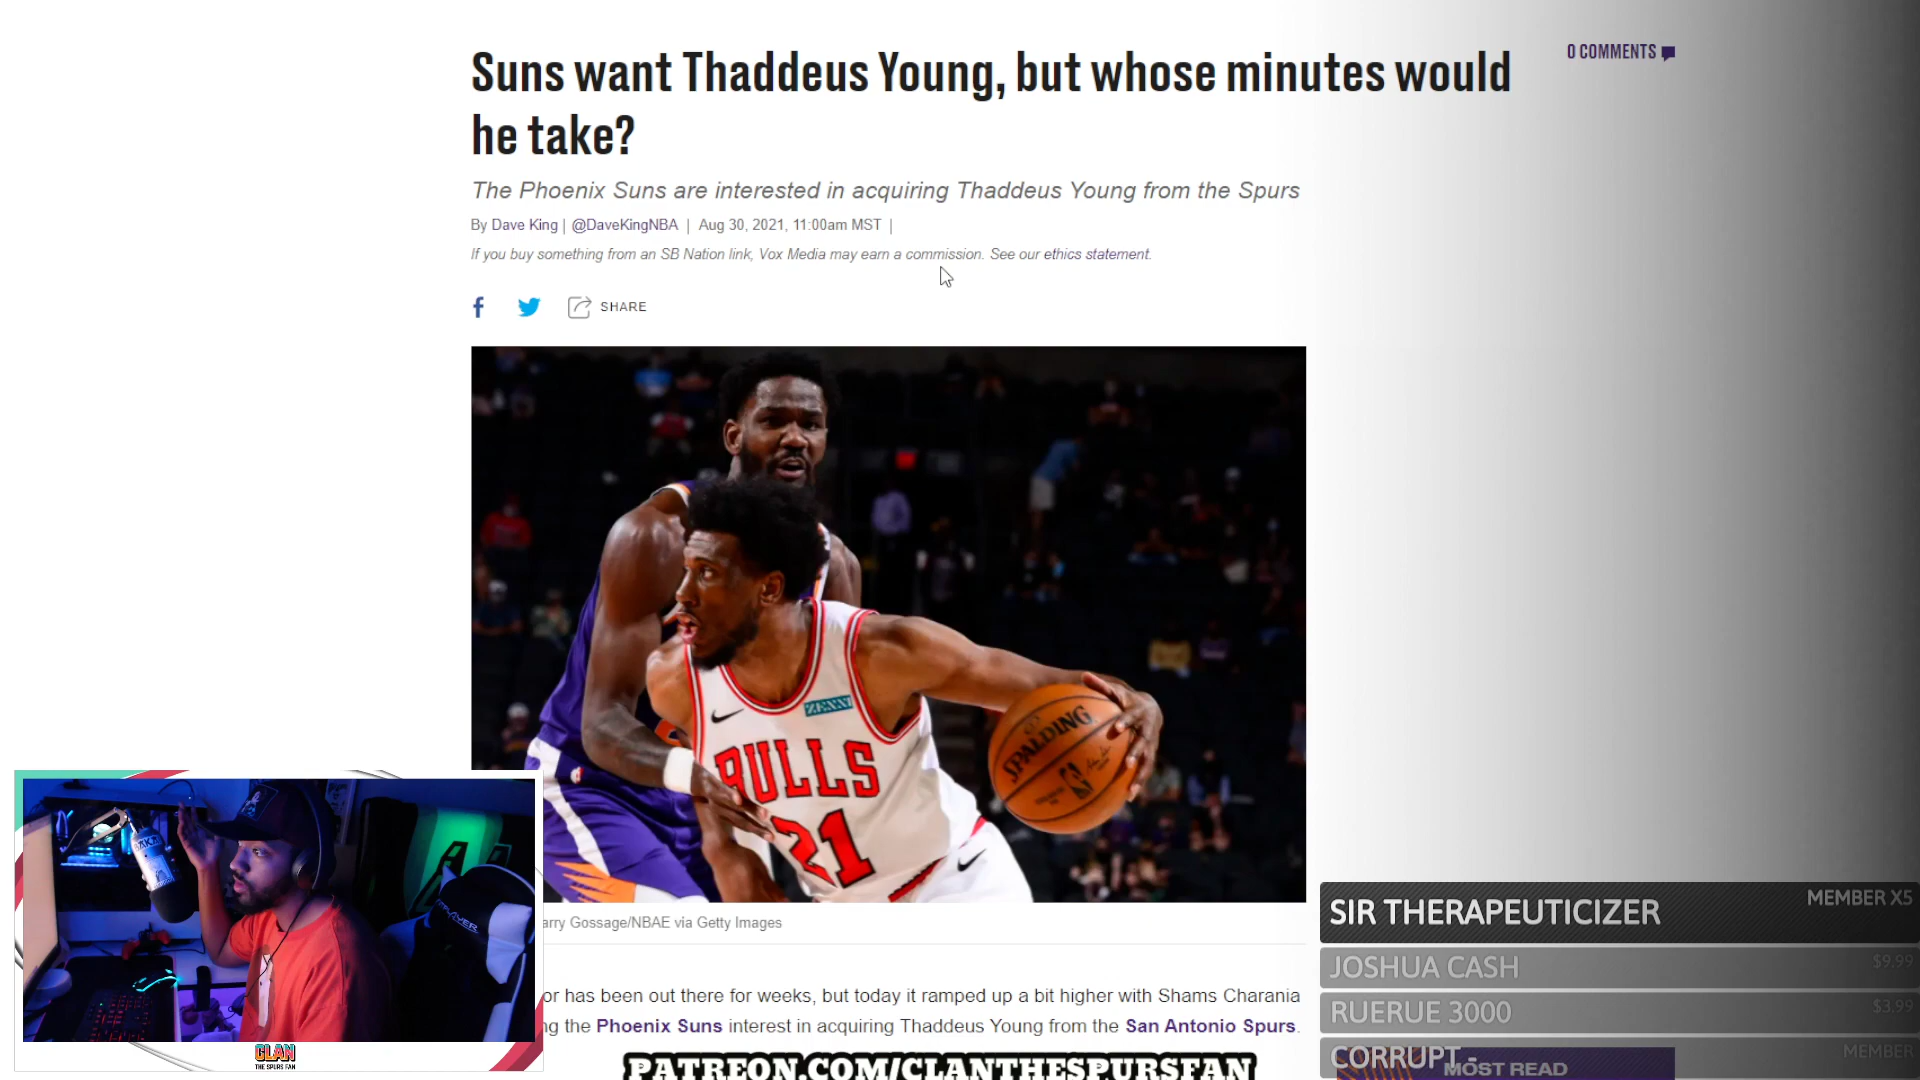 Suns want Thaddeus Young, but whose minutes would
he take?
0 COMMENTS
The Phoenix Suns are interested in acquiring Thaddeus Young from the Spurs
By Dave King | @DaveKingNBA | Aug 30, 2021, 11:00am MST |
If you buy something from an SB Nation link, Vox Media may earn a commission. See our ethics statement.
SHARE
SPALDING
ZENNI
BULLS
21
arry Gossage/NBAE via Getty Images
or has been out there for weeks, but today it ramped up a bit higher with Shams Charania
ng the Phoenix Suns interest in acquiring Thaddeus Young from the San Antonio Spurs.
CLAN
THE SPURS FAN
PATREON.COM/CLANTHESPURSFAN
SIR THERAPEUTICIZER MEMBER X5
JOSHUA CASH $9.99
RUERUE 3000 $3.99
CORRUPT - MEMBER
MOST READ